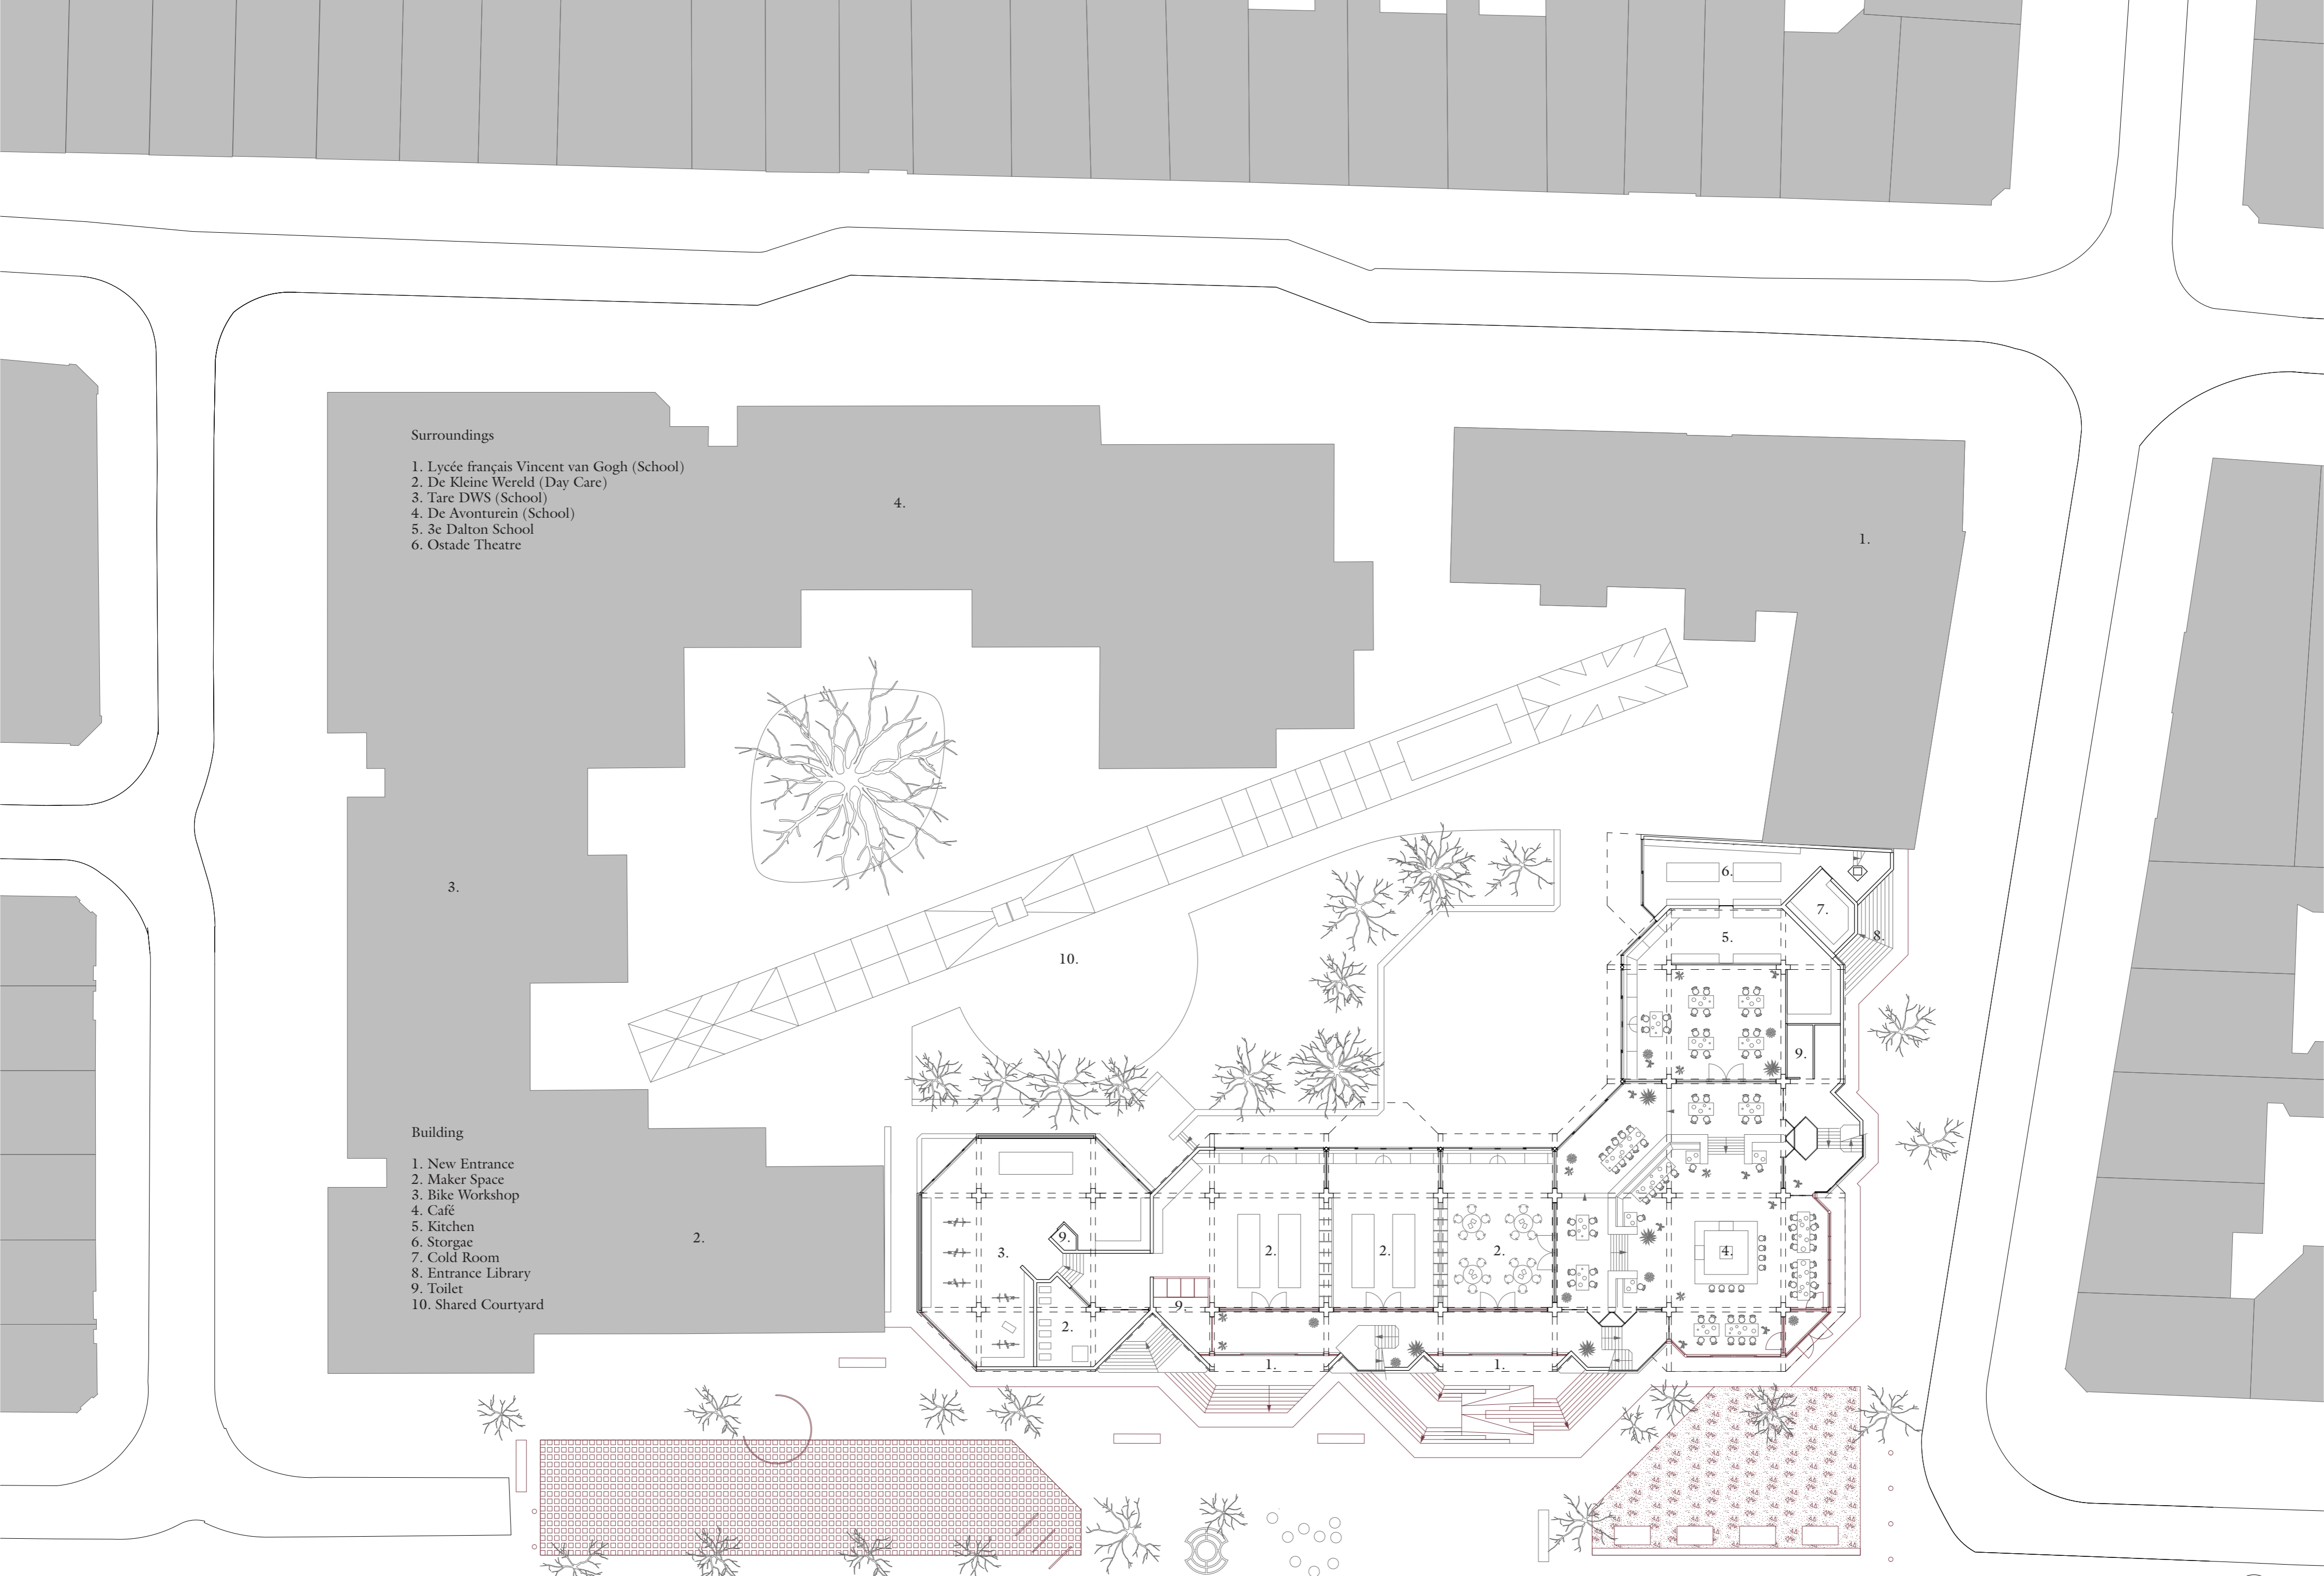 Surroundings
1. Lycée français Vincent van Gogh (School)
2. De Kleine Wereld (Day Care)
3. Tare DWS (School)
4. De Avonturein (School)
5. 3e Dalton School
6. Ostade Theatre
4.
1.
6.
7.
5.
8.
3.
10.
9.
Building
1. New Entrance
2. Maker Space
3. Bike Workshop
4. Café
5. Kitchen
6. Storgae
7. Cold Room
8. Entrance Library
9. Toilet
10. Shared Courtyard
2.
3.
9.
2.
2.
2.
4.
9.
2.
1.
1.